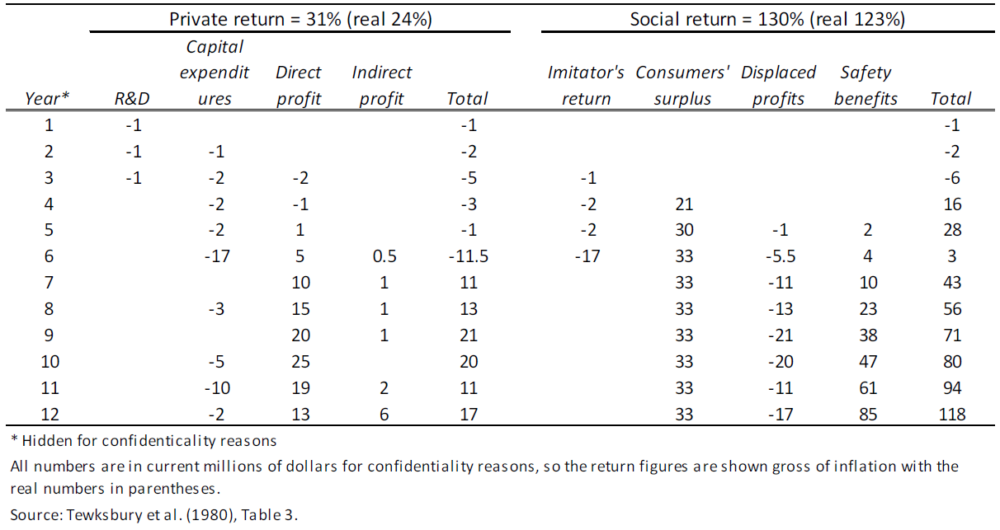 Private return = 31% (real 24%) Social return = 130% (real 123%)
Capital
expendit Direct Indirect Imitator's Consumers' Displaced Safety
Year* R&D ures profit profit Total return surplus profits benefits Total
1 -1 -1 -1
2 -1 -1 -2 -2
3 -1 -2 -2 -5 -1 -6
4 -2 -1 -3 -2 21 16
5 -2 1 -1 -2 30 -1 2 28
6 -17 5 0.5 -11.5 -17 33 -5.5 4 3
7 10 1 11 33 -11 10 43
8 -3 15 1 13 33 -13 23 56
9 20 1 21 33 -21 38 71
10 -5 25 20 33 -20 47 80
11 -10 19 2 11 33 -11 61 94
12 -2 13 6 17 33 -17 85 118
* Hidden for confidenticality reasons
All numbers are in current millions of dollars for confidentiality reasons, so the return figures are shown gross of inflation with the
real numbers in parentheses.
Source: Tewksbury et al. (1980), Table 3.